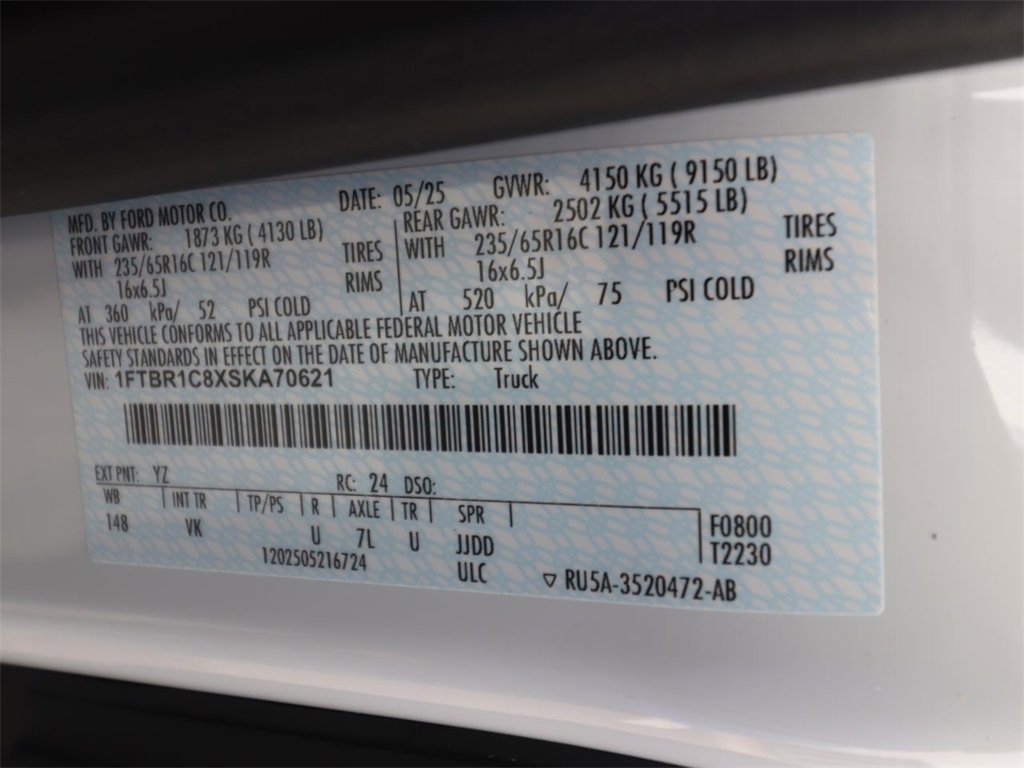 MFD. BY FORD MOTOR CO. DATE: 05/25 GVWR: 4150 KG ( 9150 LB)
FRONT GAWR: 1873 KG ( 4130 LB) REAR GAWR: 2502 KG ( 5515 LB)
WITH 235/65R16C 121/119R TIRES WITH 235/65R16C 121/119R TIRES
16x6.5J RIMS 16x6.5J RIMS
AT 360 kPa/ 52 PSI COLD AT 520 kPa/ 75 PSI COLD
THIS VEHICLE CONFORMS TO ALL APPLICABLE FEDERAL MOTOR VEHICLE
SAFETY STANDARDS IN EFFECT ON THE DATE OF MANUFACTURE SHOWN ABOVE.
VIN: 1FTBR1C8XSKA70621 TYPE: Truck
EXT PNT: YZ RC: 24 DSO:
WB INT TR TP/PS R AXLE TR SPR
148 VK U 7L U JJDD F0800
1202505216724 ULC T2230
▽ RU5A-3520472-AB